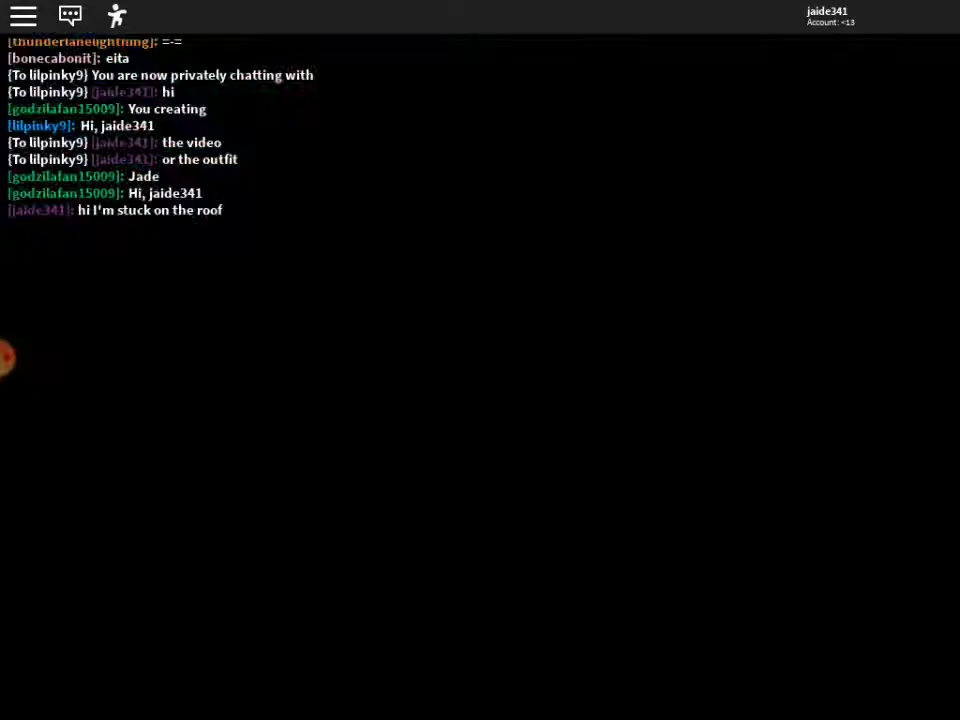 jaide341
Account: <13
[thunderlanelightning]: =-=
[bonecabonit]: eita
{To lilpinky9} You are now privately chatting with
{To lilpinky9} [jaide341]: hi
[godzilafan15009]: You creating
[lilpinky9]: Hi, jaide341
{To lilpinky9} [jaide341]: the video
{To lilpinky9} [jaide341]: or the outfit
[godzilafan15009]: Jade
[godzilafan15009]: Hi, jaide341
[jaide341]: hi I'm stuck on the roof